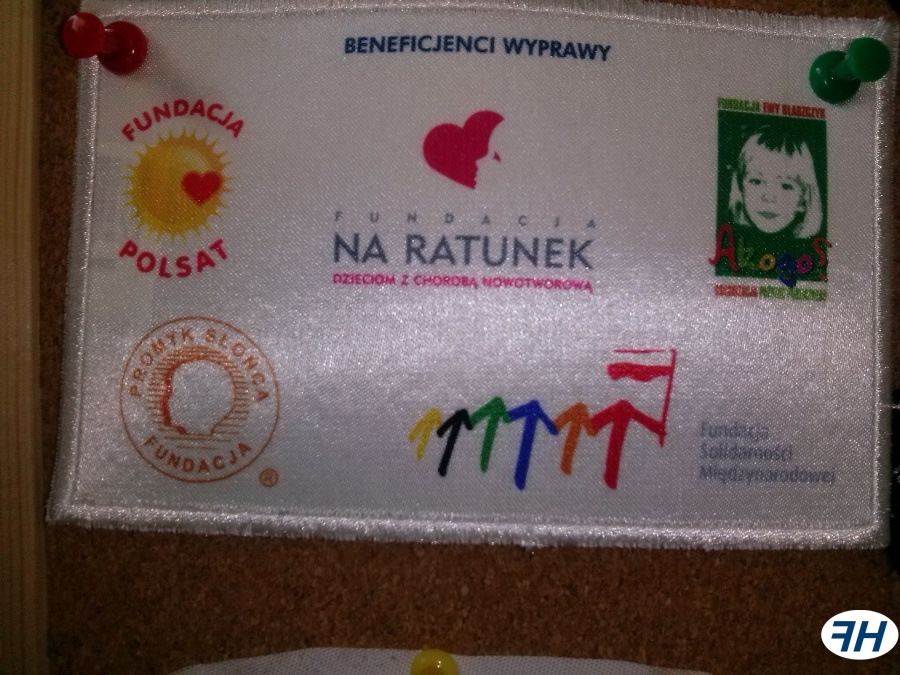 BENEFICJENCI WYPRAWY
FUNDACJA
POLSAT
FUNDACJA
NA RATUNEK
DZIECIOM Z CHOROBĄ NOWOTWOROWĄ
FUNDACJA EWY BŁASZCZYK
Akogo?
PROMYK SŁOŃCA
FUNDACJA
®
Fundacja
Solidarności
Międzynarodowej
FH